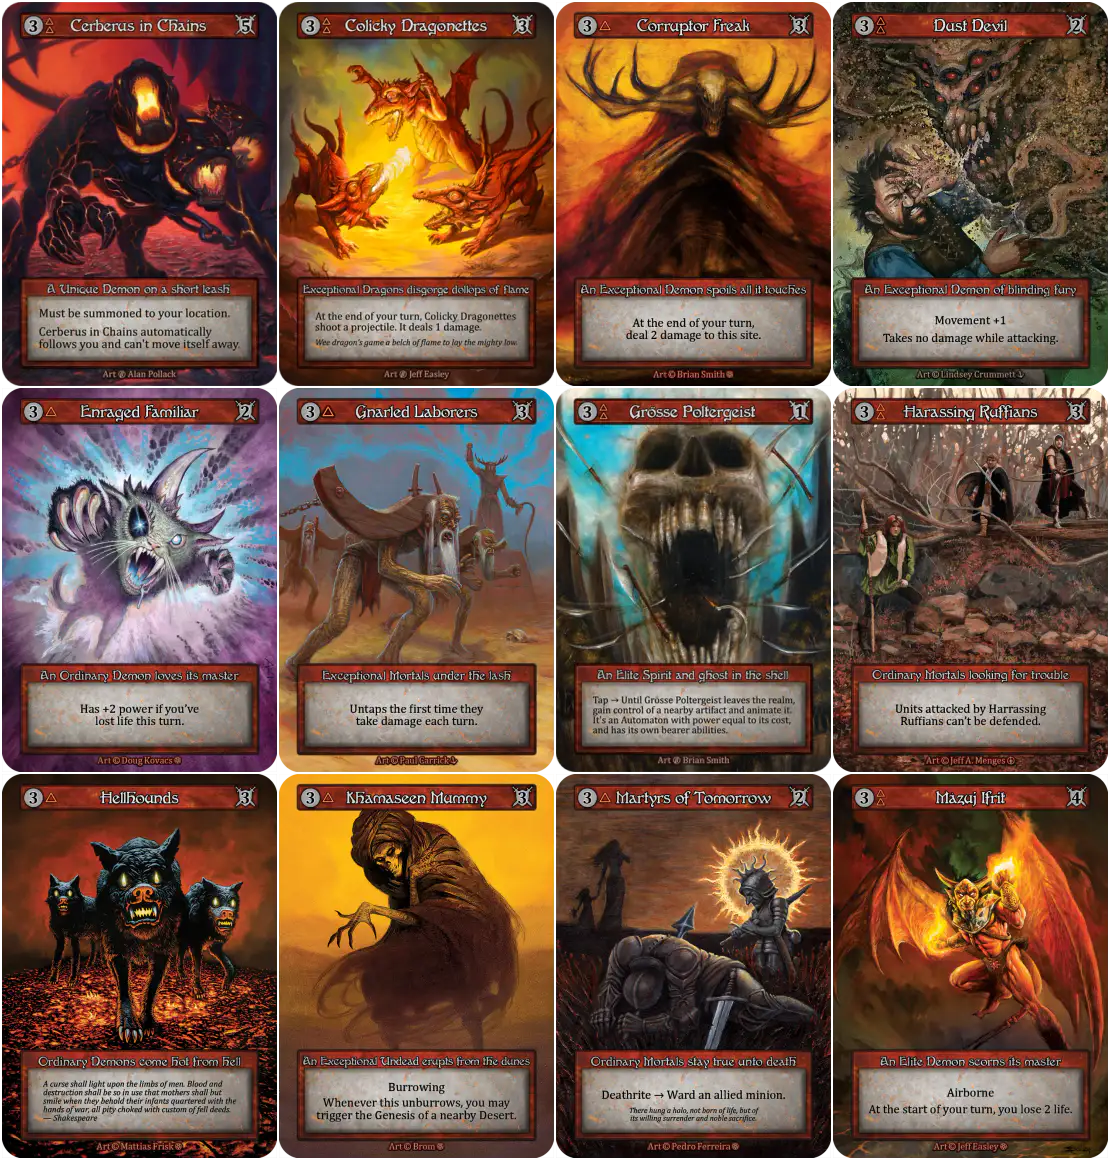 3 Cerberus in Chains 5
A Unique Demon on a short leash
Must be summoned to your location.
Cerberus in Chains automatically
follows you and can't move itself away.
Art Ⓟ Alan Pollack
3 Colicky Dragonettes 3
Exceptional Dragons disgorge dollops of flame
At the end of your turn, Colicky Dragonettes
shoot a projectile. It deals 1 damage.
Wee dragon's game a belch of flame to lay the mighty low.
Art Ⓟ Jeff Easley
3 Corruptor Freak 3
An Exceptional Demon spoils all it touches
At the end of your turn,
deal 2 damage to this site.
Art © Brian Smith
3 Dust Devil 2
An Exceptional Demon of blinding fury
Movement +1
Takes no damage while attacking.
Art © Lindsey Crummett
3 Enraged Familiar 2
An Ordinary Demon loves its master
Has +2 power if you've
lost life this turn.
Art © Doug Kovacs
3 Gnarled Laborers 3
Exceptional Mortals under the lash
Untaps the first time they
take damage each turn.
Art © Paul Carrick
3 Grösse Poltergeist 1
An Elite Spirit and ghost in the shell
Tap → Until Grösse Poltergeist leaves the realm,
gain control of a nearby artifact and animate it.
It's an Automaton with power equal to its cost,
and has its own bearer abilities.
Art Ⓟ Brian Smith
3 Harassing Ruffians 3
Ordinary Mortals looking for trouble
Units attacked by Harrassing
Ruffians can't be defended.
Art © Jeff A. Menges
3 Hellhounds 3
Ordinary Demons come hot from hell
A curse shall light upon the limbs of men. Blood and
destruction shall be so in use that mothers shall but
smile when they behold their infants quartered with the
hands of war; all pity choked with custom of fell deeds.
— Shakespeare
Art © Mattias Frisk
3 Khamaseen Mummy 3
An Exceptional Undead erupts from the dunes
Burrowing
Whenever this unburrows, you may
trigger the Genesis of a nearby Desert.
Art © Brom
3 Martyrs of Tomorrow 2
Ordinary Mortals stay true unto death
Deathrite → Ward an allied minion.
There hung a halo, not born of life, but of
its willing surrender and noble sacrifice.
Art © Pedro Ferreira
3 Mazuj Ifrit 4
An Elite Demon scorns its master
Airborne
At the start of your turn, you lose 2 life.
Art © Jeff Easley